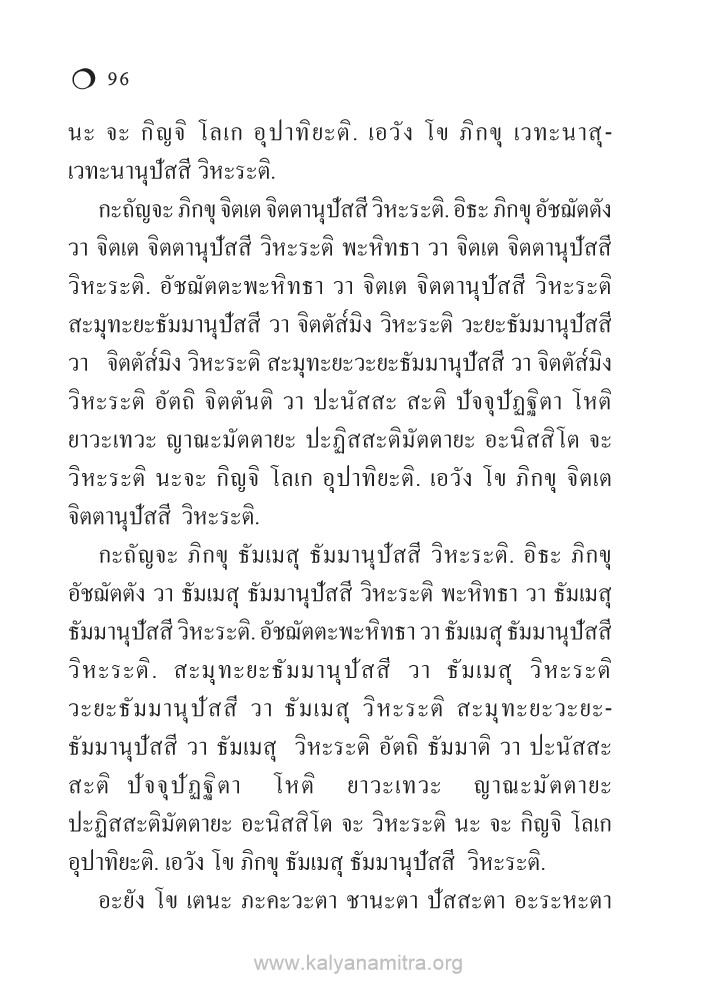 96
นะ จะ กิญจิ โลเก อุปาทิยะติ. เอวัง โข ภิกขุ เวทะนาสุ-
เวทะนานุปัสสี วิหะระติ.
กะถัญจะ ภิกขุ จิตเต จิตตานุปัสสี วิหะระติ. อิธะ ภิกขุ อัชฌัตตัง
วา จิตเต จิตตานุปัสสี วิหะระติ พะหิทธา วา จิตเต จิตตานุปัสสี
วิหะระติ. อัชฌัตตะพะหิทธา วา จิตเต จิตตานุปัสสี วิหะระติ
สะมุทะยะธัมมานุปัสสี วา จิตตัส์มิง วิหะระติ วะยะธัมมานุปัสสี
วา จิตตัส์มิง วิหะระติ สะมุทะยะวะยะธัมมานุปัสสี วา จิตตัส์มิง
วิหะระติ อัตถิ จิตตันติ วา ปะนัสสะ สะติ ปัจจุปัฏฐิตา โหติ
ยาวะเทวะ ญาณะมัตตายะ ปะฏิสสะติมัตตายะ อะนิสสิโต จะ
วิหะระติ นะจะ กิญจิ โลเก อุปาทิยะติ. เอวัง โข ภิกขุ จิตเต
จิตตานุปัสสี วิหะระติ.
กะถัญจะ ภิกขุ ธัมเมสุ ธัมมานุปัสสี วิหะระติ. อิธะ ภิกขุ
อัชฌัตตัง วา ธัมเมสุ ธัมมานุปัสสี วิหะระติ พะหิทธา วา ธัมเมสุ
ธัมมานุปัสสี วิหะระติ. อัชฌัตตะพะหิทธา วา ธัมเมสุ ธัมมานุปัสสี
วิหะระติ. สะมุทะยะธัมมานุปัสสี วา ธัมเมสุ วิหะระติ
วะยะธัมมานุปัสสี วา ธัมเมสุ วิหะระติ สะมุทะยะวะยะ-
ธัมมานุปัสสี วา ธัมเมสุ วิหะระติ อัตถิ ธัมมาติ วา ปะนัสสะ
สะติ ปัจจุปัฏฐิตา โหติ ยาวะเทวะ ญาณะมัตตายะ
ปะฏิสสะติมัตตายะ อะนิสสิโต จะ วิหะระติ นะ จะ กิญจิ โลเก
อุปาทิยะติ. เอวัง โข ภิกขุ ธัมเมสุ ธัมมานุปัสสี วิหะระติ.
อะยัง โข เตนะ ภะคะวะตา ชานะตา ปัสสะตา อะระหะตา
www.kalyanamitra.org